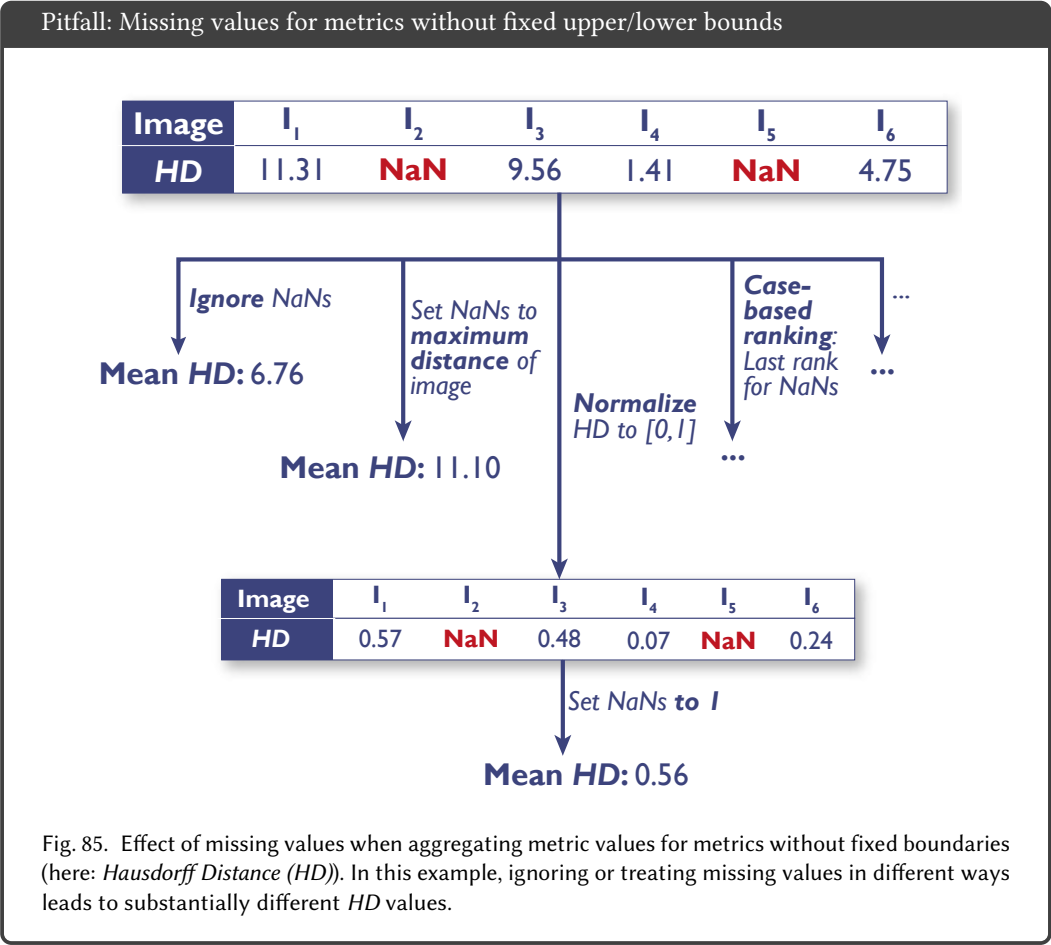 Pitfall: Missing values for metrics without fixed upper/lower bounds
Image I1 I2 I3 I4 I5 I6
HD 11.31 NaN 9.56 1.41 NaN 4.75
Ignore NaNs
Mean HD: 6.76
Set NaNs to
maximum
distance of
image
Mean HD: 11.10
Normalize
HD to [0,1]
Case-
based
ranking:
Last rank
for NaNs
...
...
...
Image I1 I2 I3 I4 I5 I6
HD 0.57 NaN 0.48 0.07 NaN 0.24
Set NaNs to 1
Mean HD: 0.56
Fig. 85. Effect of missing values when aggregating metric values for metrics without fixed boundaries
(here: Hausdorff Distance (HD)). In this example, ignoring or treating missing values in different ways
leads to substantially different HD values.